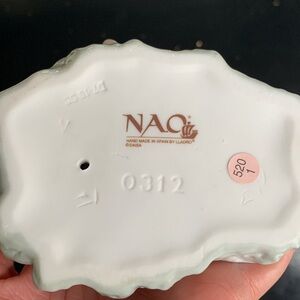 NAO
HAND MADE IN SPAIN BY LLADRO
©DAISA
0312
520
1